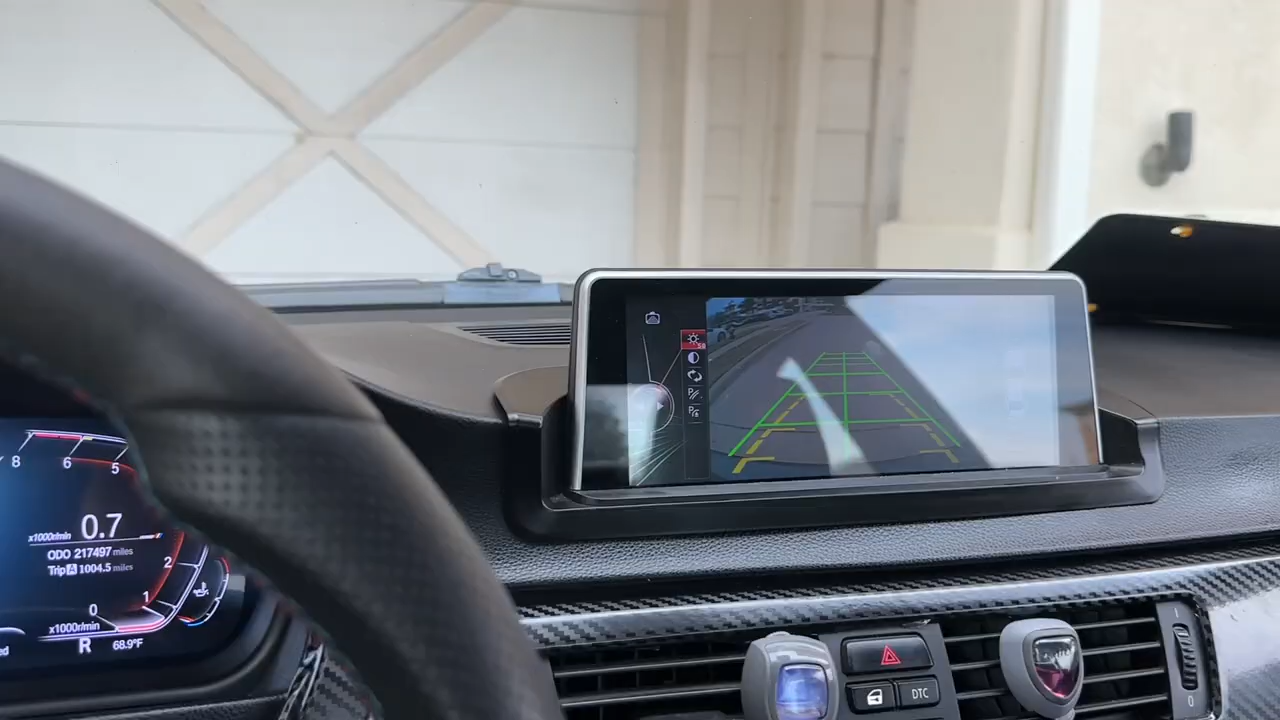 8 6 5
x1000r/min 0.7
ODO 217497 miles
Trip A 1004.5 miles
2
1
0
x1000r/min
R 68.9°F
DTC
0